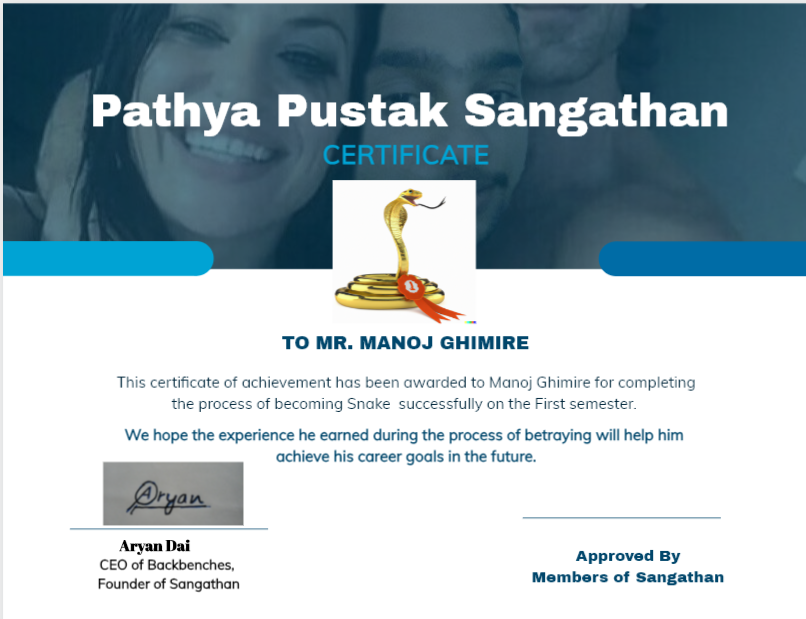 Pathya Pustak Sangathan
CERTIFICATE
TO MR. MANOJ GHIMIRE
This certificate of achievement has been awarded to Manoj Ghimire for completing
the process of becoming Snake successfully on the First semester.
We hope the experience he earned during the process of betraying will help him
achieve his career goals in the future.
Aryan
Aryan Dai
CEO of Backbenches,
Founder of Sangathan
Approved By
Members of Sangathan